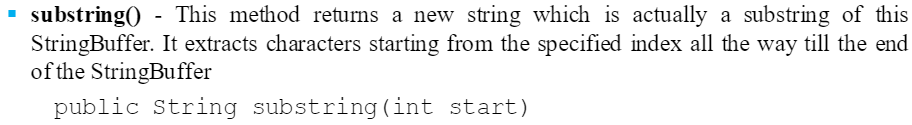 ▪ substring() - This method returns a new string which is actually a substring of this
StringBuffer. It extracts characters starting from the specified index all the way till the end
of the StringBuffer
public String substring(int start)